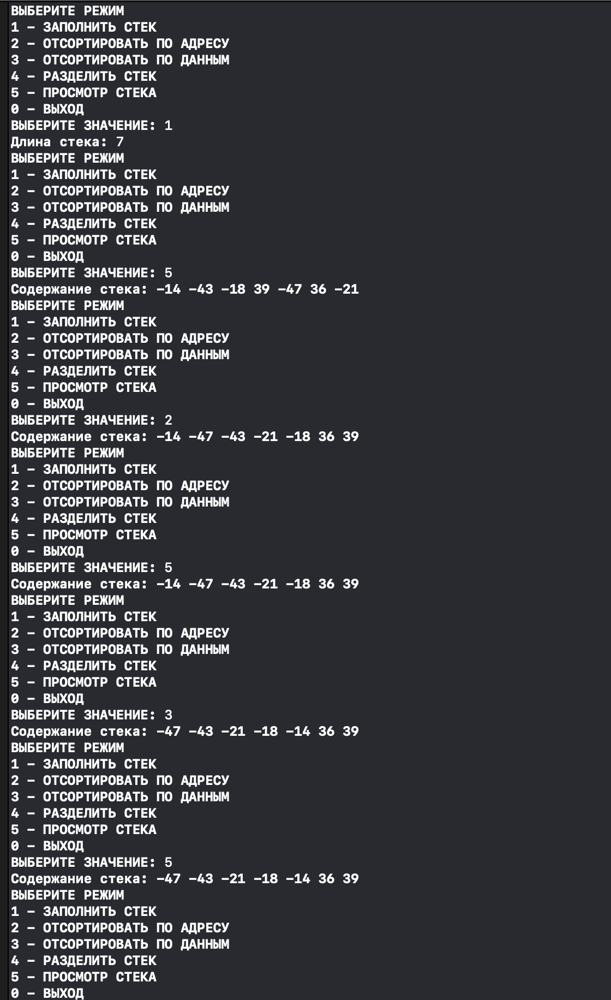 ВЫБЕРИТЕ РЕЖИМ
1 – ЗАПОЛНИТЬ СТЕК
2 – ОТСОРТИРОВАТЬ ПО АДРЕСУ
3 – ОТСОРТИРОВАТЬ ПО ДАННЫМ
4 – РАЗДЕЛИТЬ СТЕК
5 – ПРОСМОТР СТЕКА
0 – ВЫХОД
ВЫБЕРИТЕ ЗНАЧЕНИЕ: 1
Длина стека: 7
ВЫБЕРИТЕ РЕЖИМ
1 – ЗАПОЛНИТЬ СТЕК
2 – ОТСОРТИРОВАТЬ ПО АДРЕСУ
3 – ОТСОРТИРОВАТЬ ПО ДАННЫМ
4 – РАЗДЕЛИТЬ СТЕК
5 – ПРОСМОТР СТЕКА
0 – ВЫХОД
ВЫБЕРИТЕ ЗНАЧЕНИЕ: 5
Содержание стека: –14 –43 –18 39 –47 36 –21
ВЫБЕРИТЕ РЕЖИМ
1 – ЗАПОЛНИТЬ СТЕК
2 – ОТСОРТИРОВАТЬ ПО АДРЕСУ
3 – ОТСОРТИРОВАТЬ ПО ДАННЫМ
4 – РАЗДЕЛИТЬ СТЕК
5 – ПРОСМОТР СТЕКА
0 – ВЫХОД
ВЫБЕРИТЕ ЗНАЧЕНИЕ: 2
Содержание стека: –14 –47 –43 –21 –18 36 39
ВЫБЕРИТЕ РЕЖИМ
1 – ЗАПОЛНИТЬ СТЕК
2 – ОТСОРТИРОВАТЬ ПО АДРЕСУ
3 – ОТСОРТИРОВАТЬ ПО ДАННЫМ
4 – РАЗДЕЛИТЬ СТЕК
5 – ПРОСМОТР СТЕКА
0 – ВЫХОД
ВЫБЕРИТЕ ЗНАЧЕНИЕ: 5
Содержание стека: –14 –47 –43 –21 –18 36 39
ВЫБЕРИТЕ РЕЖИМ
1 – ЗАПОЛНИТЬ СТЕК
2 – ОТСОРТИРОВАТЬ ПО АДРЕСУ
3 – ОТСОРТИРОВАТЬ ПО ДАННЫМ
4 – РАЗДЕЛИТЬ СТЕК
5 – ПРОСМОТР СТЕКА
0 – ВЫХОД
ВЫБЕРИТЕ ЗНАЧЕНИЕ: 3
Содержание стека: –47 –43 –21 –18 –14 36 39
ВЫБЕРИТЕ РЕЖИМ
1 – ЗАПОЛНИТЬ СТЕК
2 – ОТСОРТИРОВАТЬ ПО АДРЕСУ
3 – ОТСОРТИРОВАТЬ ПО ДАННЫМ
4 – РАЗДЕЛИТЬ СТЕК
5 – ПРОСМОТР СТЕКА
0 – ВЫХОД
ВЫБЕРИТЕ ЗНАЧЕНИЕ: 5
Содержание стека: –47 –43 –21 –18 –14 36 39
ВЫБЕРИТЕ РЕЖИМ
1 – ЗАПОЛНИТЬ СТЕК
2 – ОТСОРТИРОВАТЬ ПО АДРЕСУ
3 – ОТСОРТИРОВАТЬ ПО ДАННЫМ
4 – РАЗДЕЛИТЬ СТЕК
5 – ПРОСМОТР СТЕКА
0 – ВЫХОД